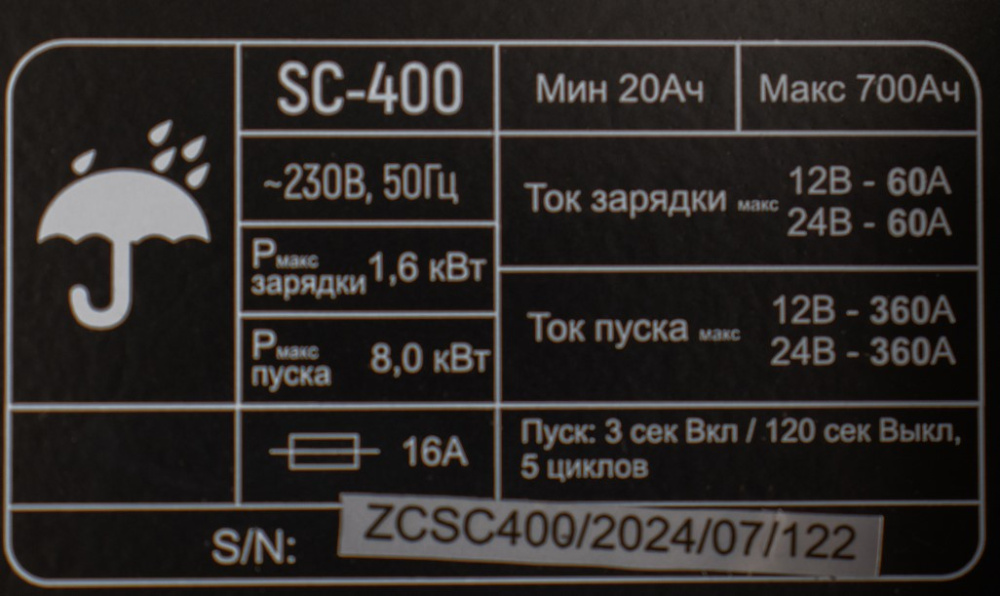 SC-400
Мин 20Ач
Макс 700Ач
~230В, 50Гц
Ток зарядки макс
12В - 60А
24В - 60А
Pмакс зарядки 1,6 кВт
Ток пуска макс
12В - 360А
24В - 360А
Pмакс пуска 8,0 кВт
16А
Пуск: 3 сек Вкл / 120 сек Выкл,
5 циклов
S/N: ZCSC400/2024/07/122